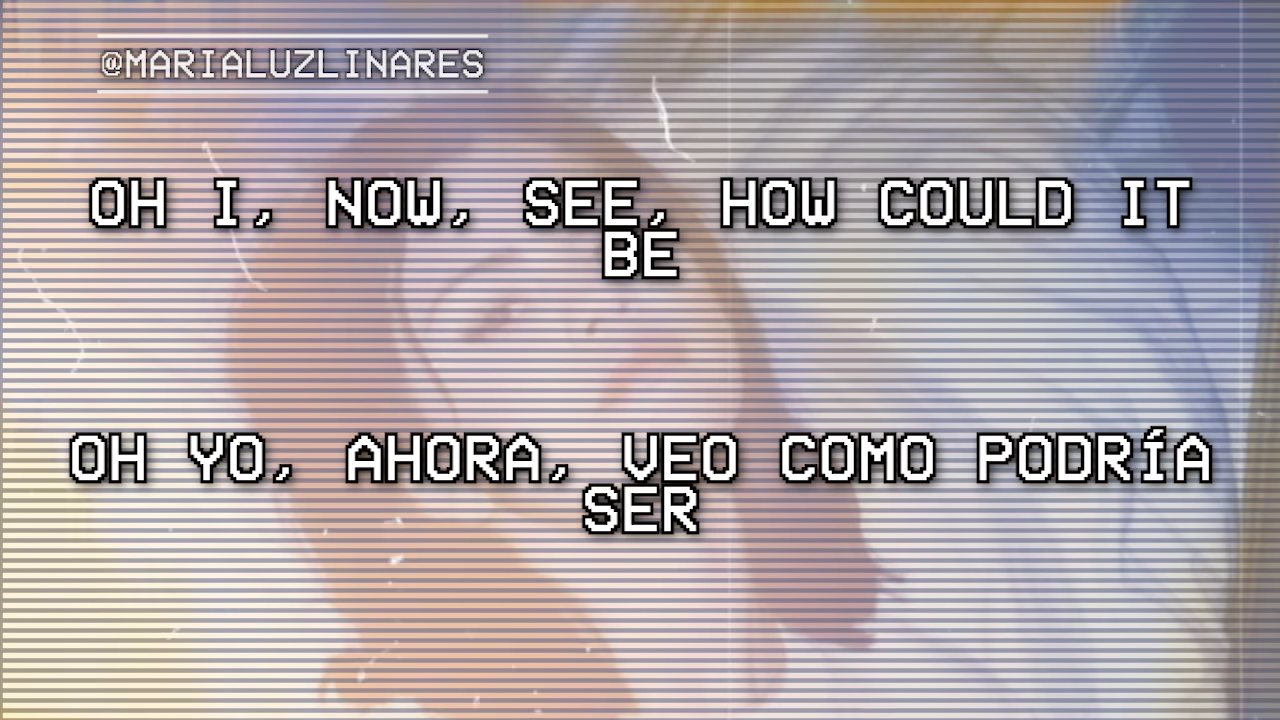 @MARIALUZLINARES
OH I, NOW, SEE, HOW COULD IT
BE
OH YO, AHORA, VEO COMO PODRÍA
SER